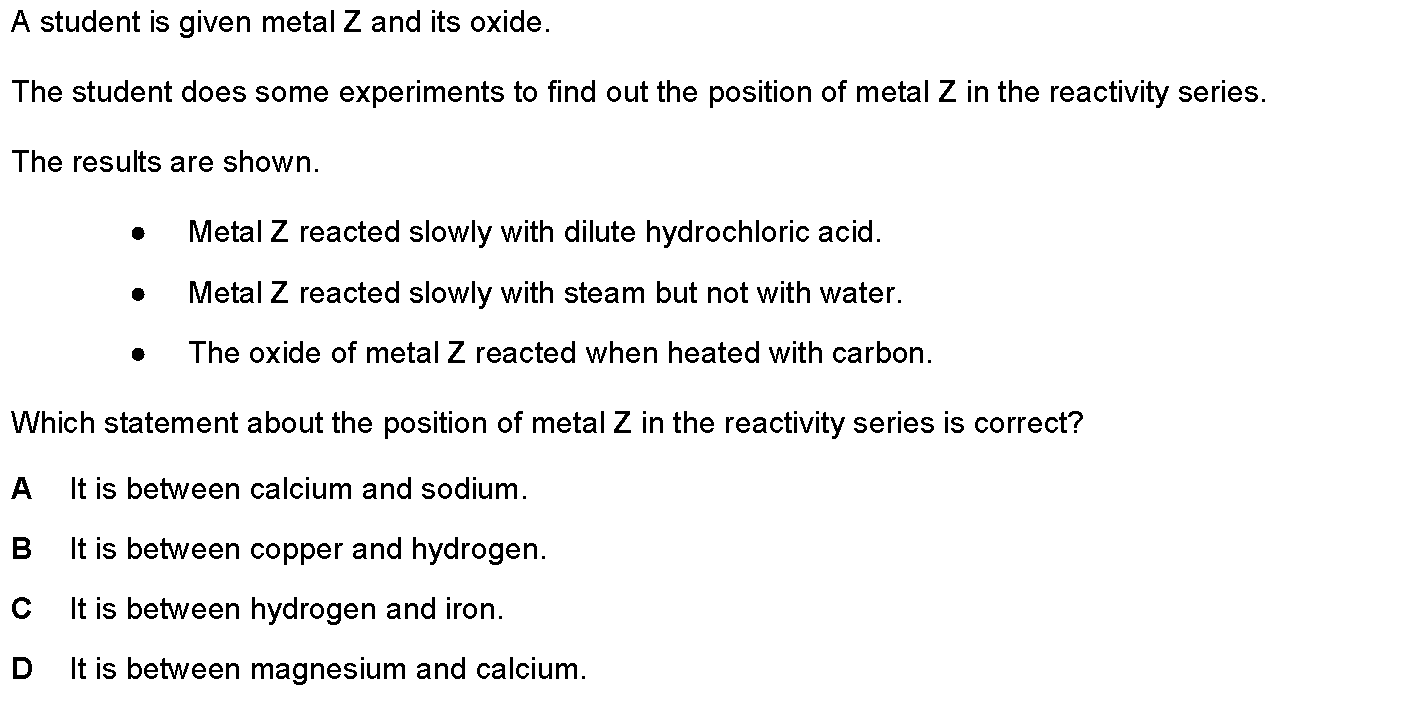 A student is given metal Z and its oxide.
The student does some experiments to find out the position of metal Z in the reactivity series.
The results are shown.
● Metal Z reacted slowly with dilute hydrochloric acid.
● Metal Z reacted slowly with steam but not with water.
● The oxide of metal Z reacted when heated with carbon.
Which statement about the position of metal Z in the reactivity series is correct?
A It is between calcium and sodium.
B It is between copper and hydrogen.
C It is between hydrogen and iron.
D It is between magnesium and calcium.